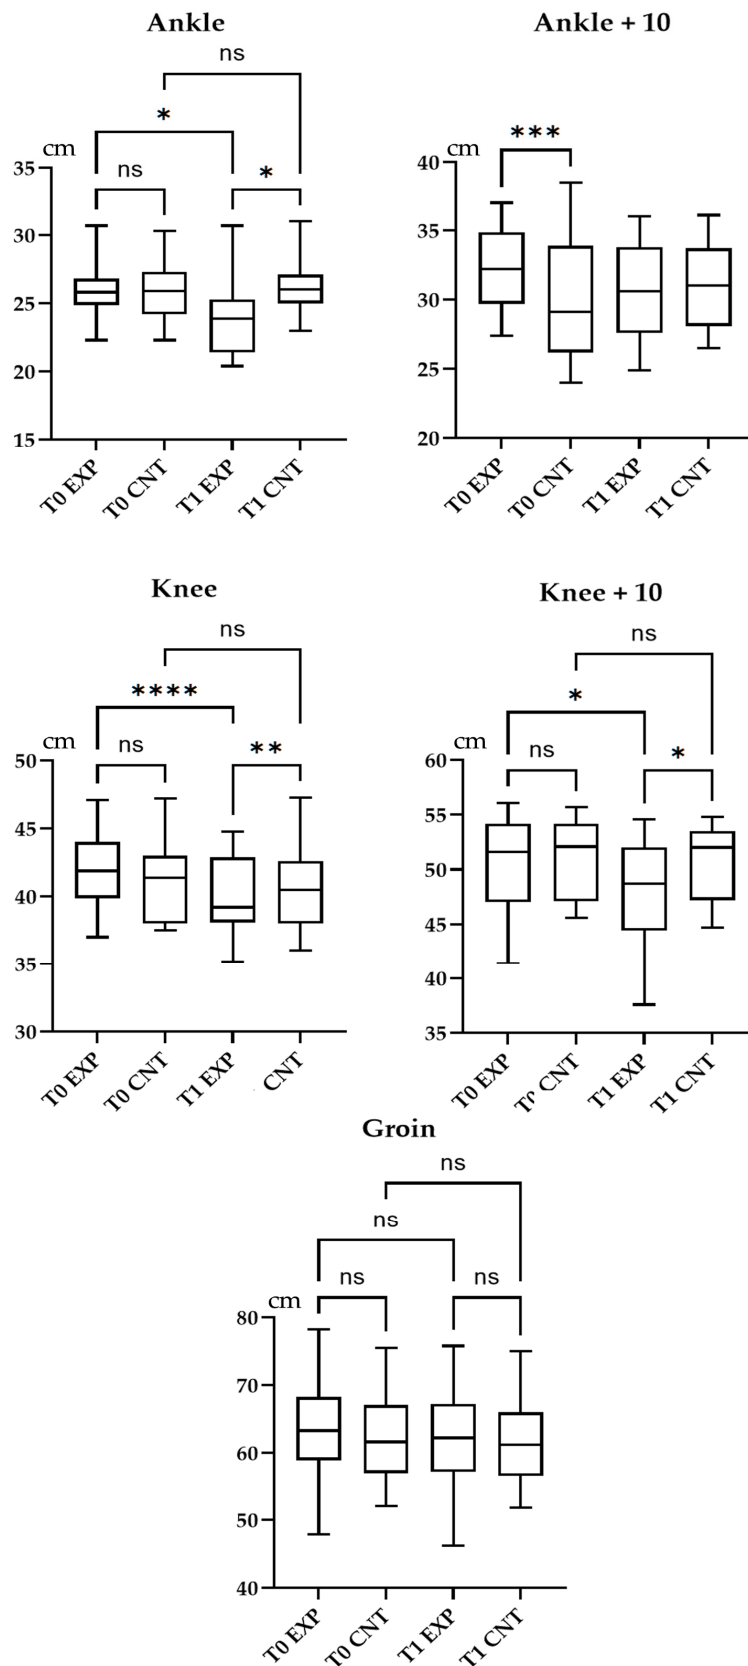 Ankle
ns
*
cm
ns
*
35
30
25
20
15
T0 EXP
T0 CNT
T1 EXP
T1 CNT
Ankle + 10
***
cm
40
35
30
25
20
T0 EXP
T0 CNT
T1 EXP
T1 CNT
Knee
ns
****
cm
ns
**
50
45
40
35
30
T0 EXP
T0 CNT
T1 EXP
CNT
Knee + 10
ns
*
cm
ns
*
60
55
50
45
40
35
T0 EXP
CNT
T1 EXP
T1 CNT
Groin
ns
ns
ns
ns
cm
80
70
60
50
40
T0 EXP
T0 CNT
T1 EXP
T1 CNT